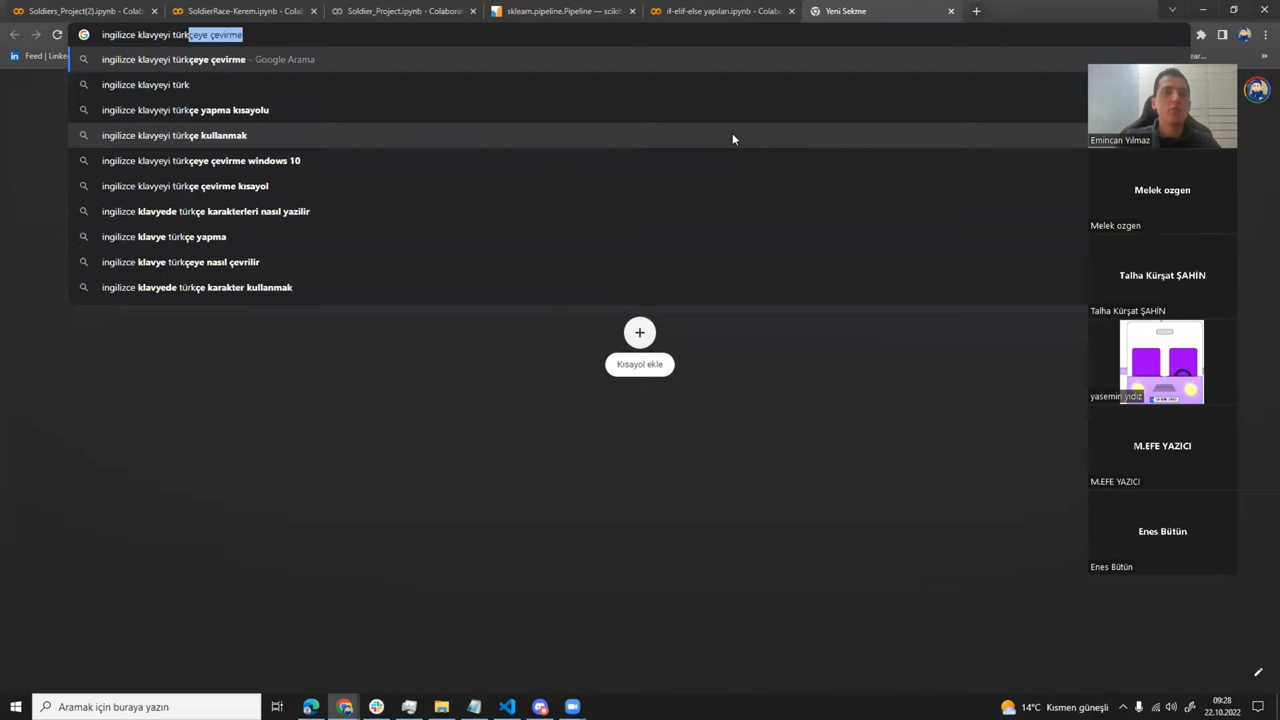 Soldiers_Project(2).ipynb - Colab
SoldierRace-Kerem.ipynb - Colab
Soldier_Project.ipynb - Colaborat
sklearn.pipeline.Pipeline — scikit
if-elif-else yapıları.ipynb - Colab
Yeni Sekme
ingilizce klavyeyi türkçeye çevirme
Feed | Linke
ear...
ingilizce klavyeyi türkçeye çevirme – Google Arama
ingilizce klavyeyi türk
ingilizce klavyeyi türkçe yapma kısayolu
ingilizce klavyeyi türkçe kullanmak
ingilizce klavyeyi türkçeye çevirme windows 10
ingilizce klavyeyi türkçe çevirme kısayol
ingilizce klavyede türkçe karakterleri nasıl yazilir
ingilizce klavye türkçe yapma
ingilizce klavye türkçeye nasıl çevrilir
ingilizce klavyede türkçe karakter kullanmak
Kısayol ekle
Emincan Yılmaz
Melek ozgen
Melek ozgen
Talha Kürşat ŞAHİN
Talha Kürşat ŞAHİN
yasemin yıdız
M.EFE YAZICI
M.EFE YAZICI
Enes Bütün
Enes Bütün
Aramak için buraya yazın
14°C Kısmen güneşli
09:28
22.10.2022